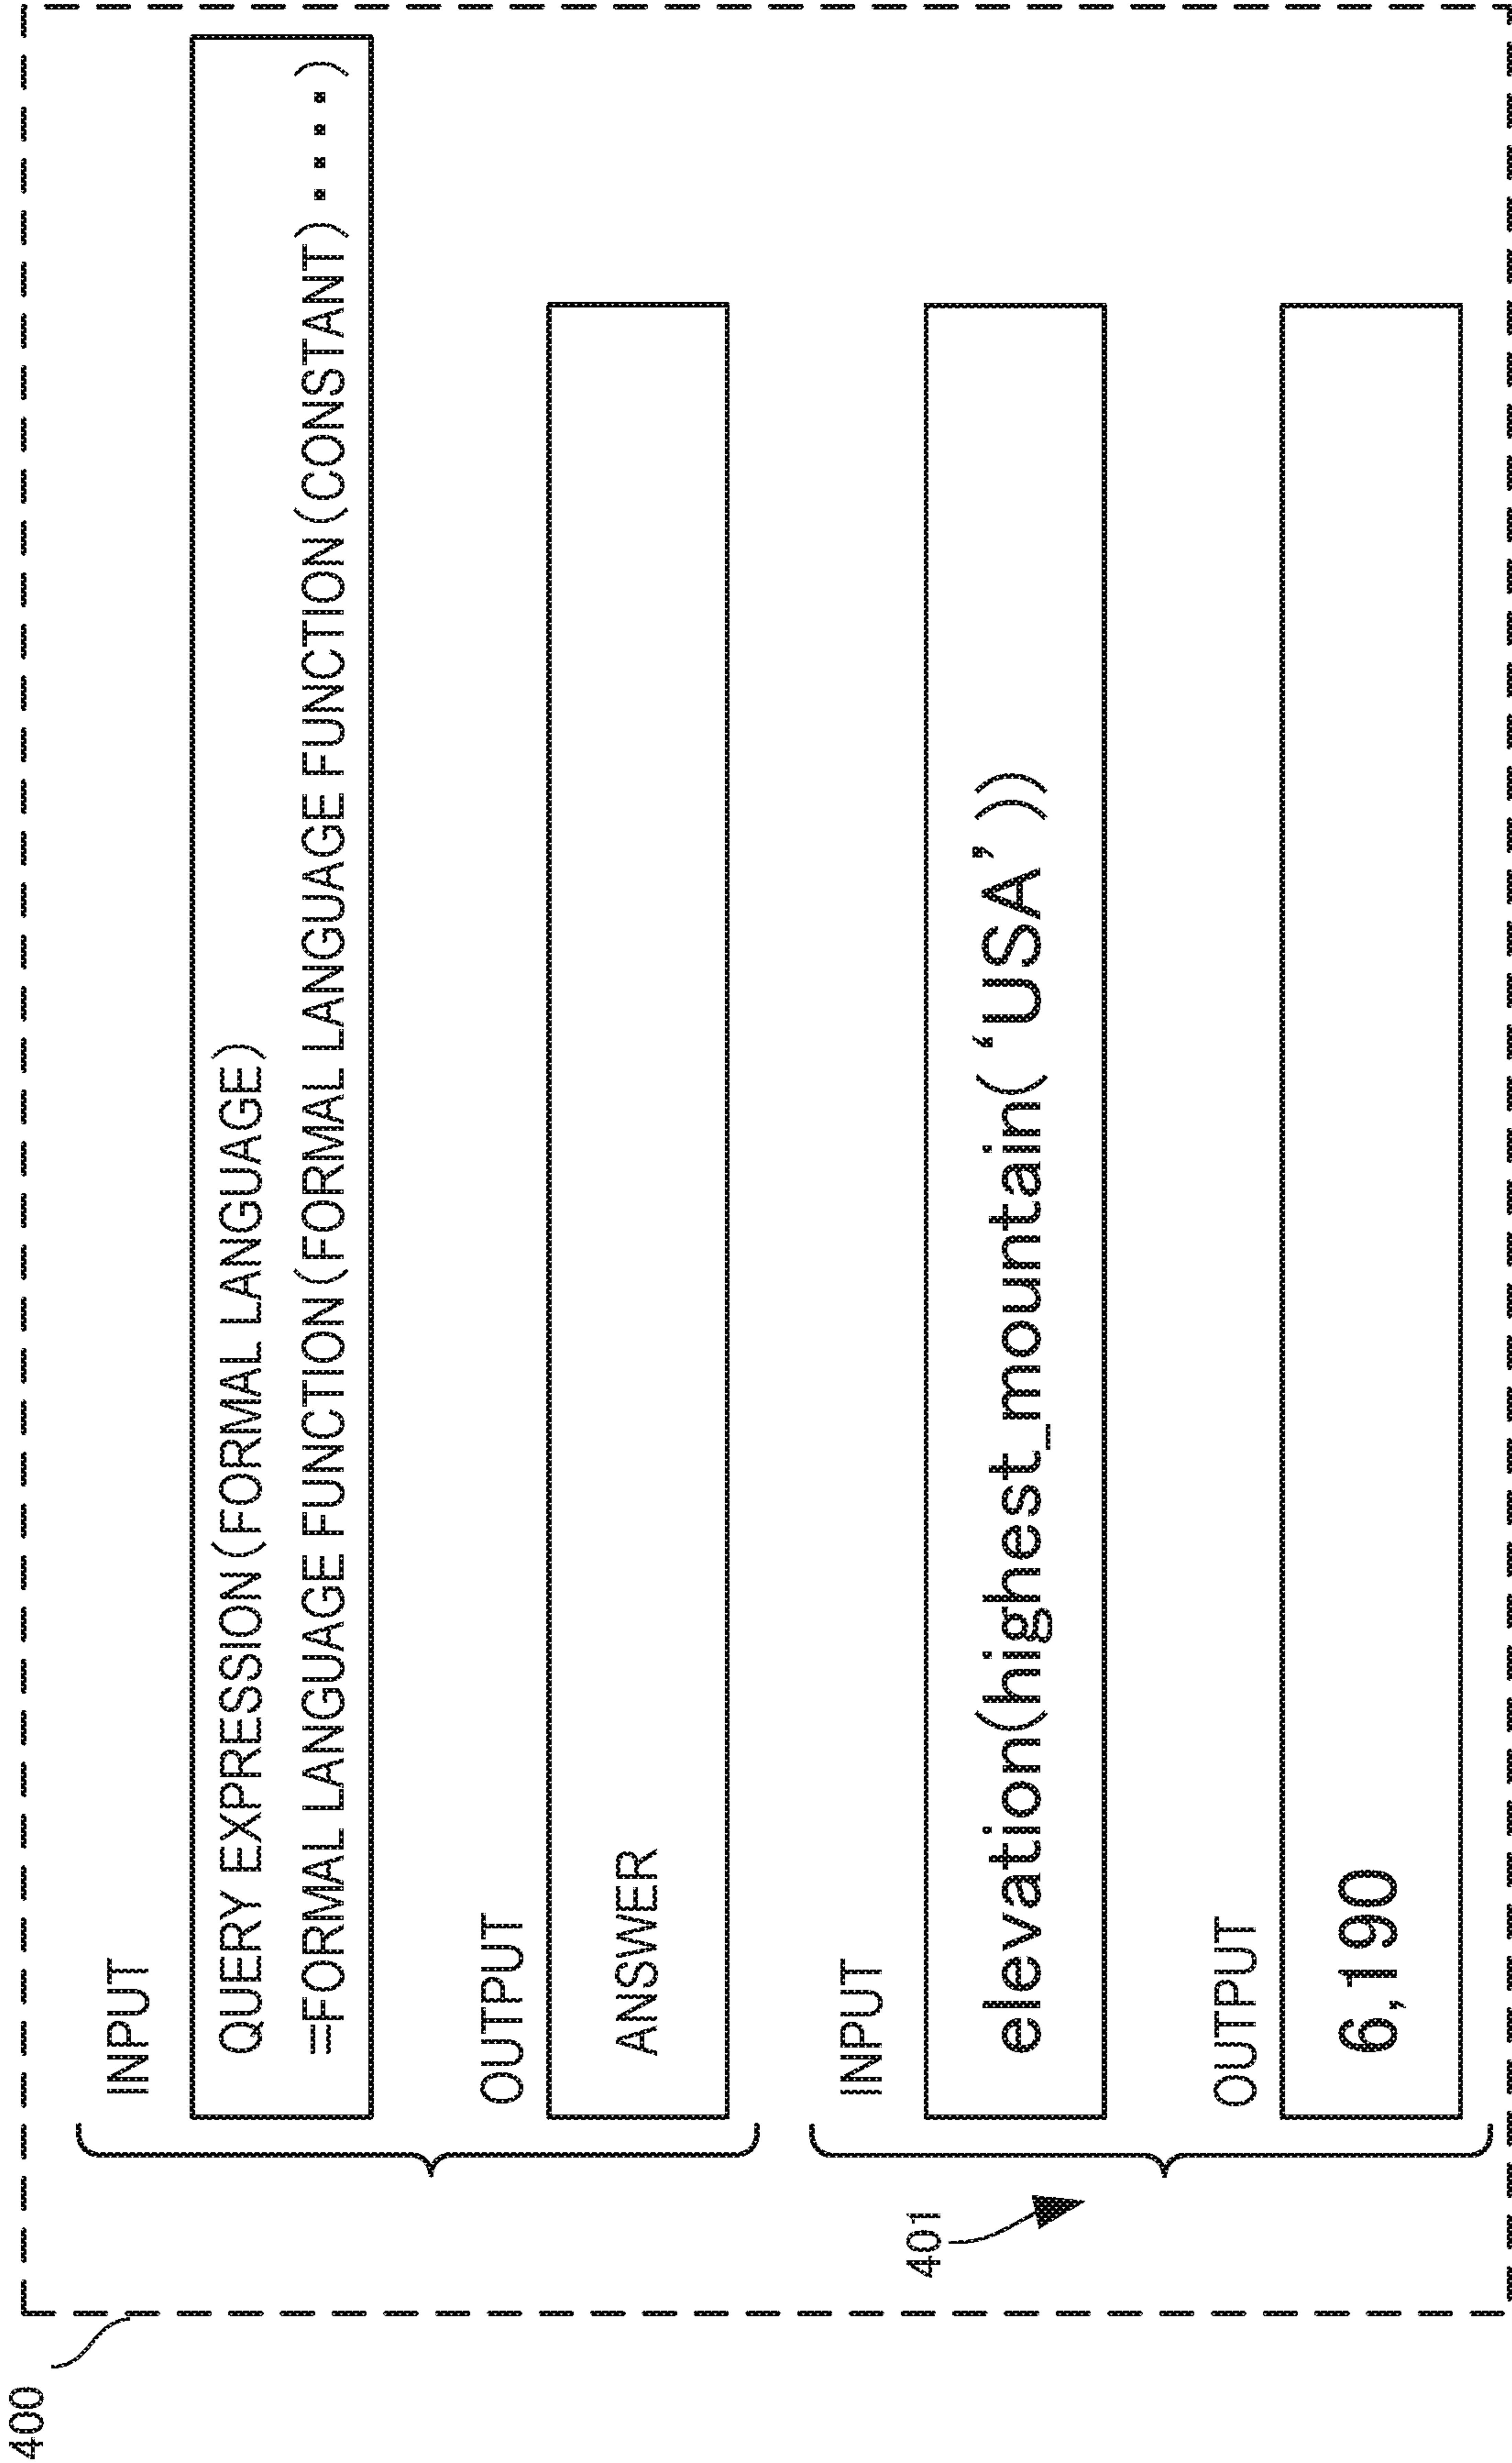 400
INPUT
QUERY EXPRESSION(FORMAL LANGUAGE)
=FORMAL LANGUAGE FUNCTION(FORMAL LANGUAGE FUNCTION(CONSTANT)・・・・)
OUTPUT
ANSWER
401
INPUT
elevation(highest_mountain(‘USA’))
OUTPUT
6,190